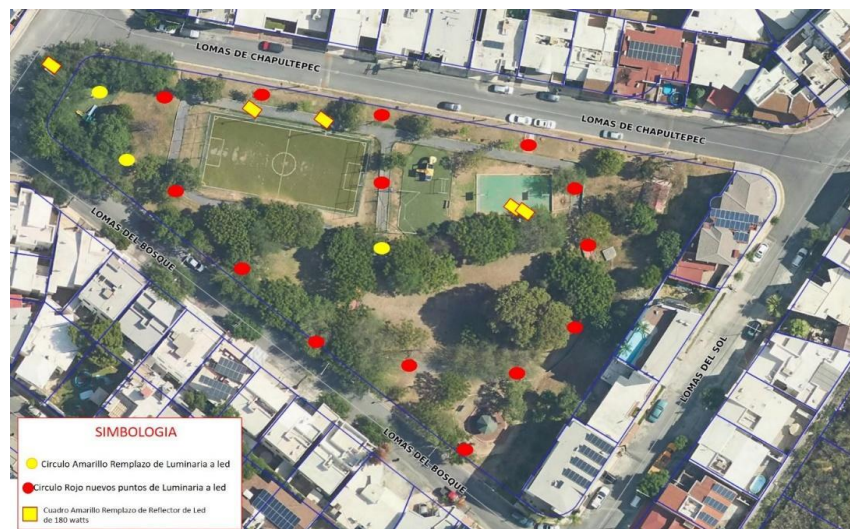 LOMAS DE CHAPULTEPEC
LOMAS DE CHAPULTEPEC
LOMAS DEL BOSQUE
LOMAS DEL SOL
LOMAS DEL BOSQUE
SIMBOLOGIA
Circulo Amarillo Remplazo de Luminaria a led
Circulo Rojo nuevos puntos de Luminaria a led
Cuadro Amarillo Remplazo de Reflector de Led
de 180 watts